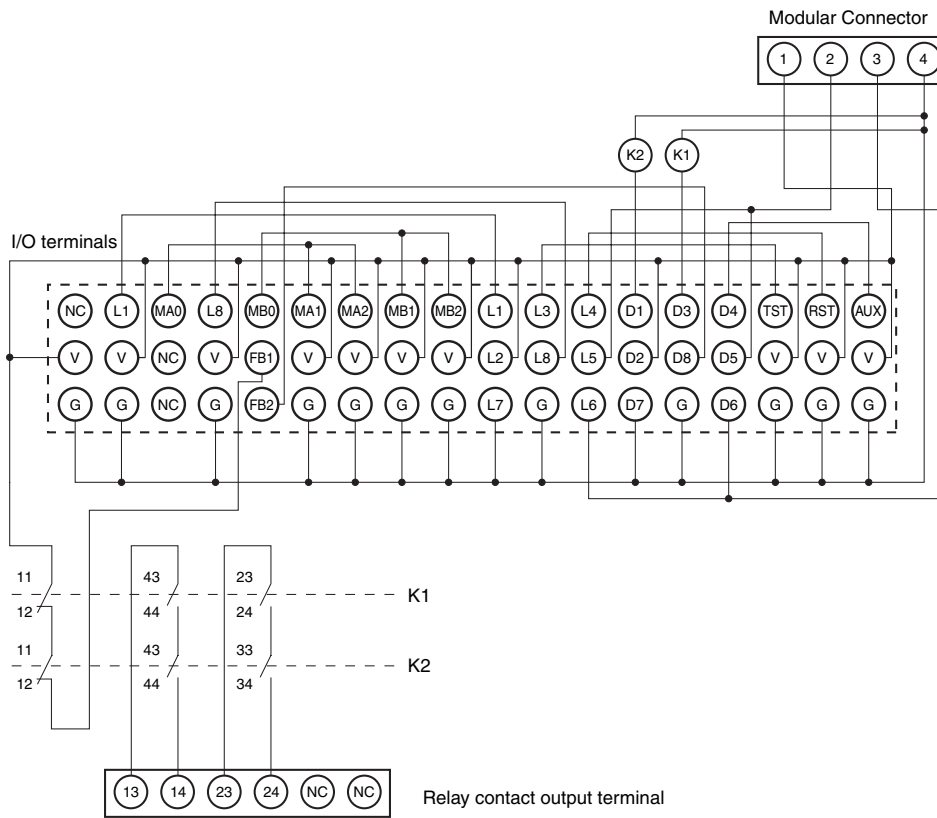 Modular Connector
1 2 3 4
K2 K1
I/O terminals
NC L1 MA0 L8 MB0 MA1 MA2 MB1 MB2 L1 L3 L4 D1 D3 D4 TST RST AUX
V V NC V FB1 V V V V L2 L8 L5 D2 D8 D5 V V V
G G NC G FB2 G G G G L7 G L6 D7 G D6 G G G
11 43 23
K1
12 44 24
11 43 33
K2
12 44 34
13 14 23 24 NC NC
Relay contact output terminal